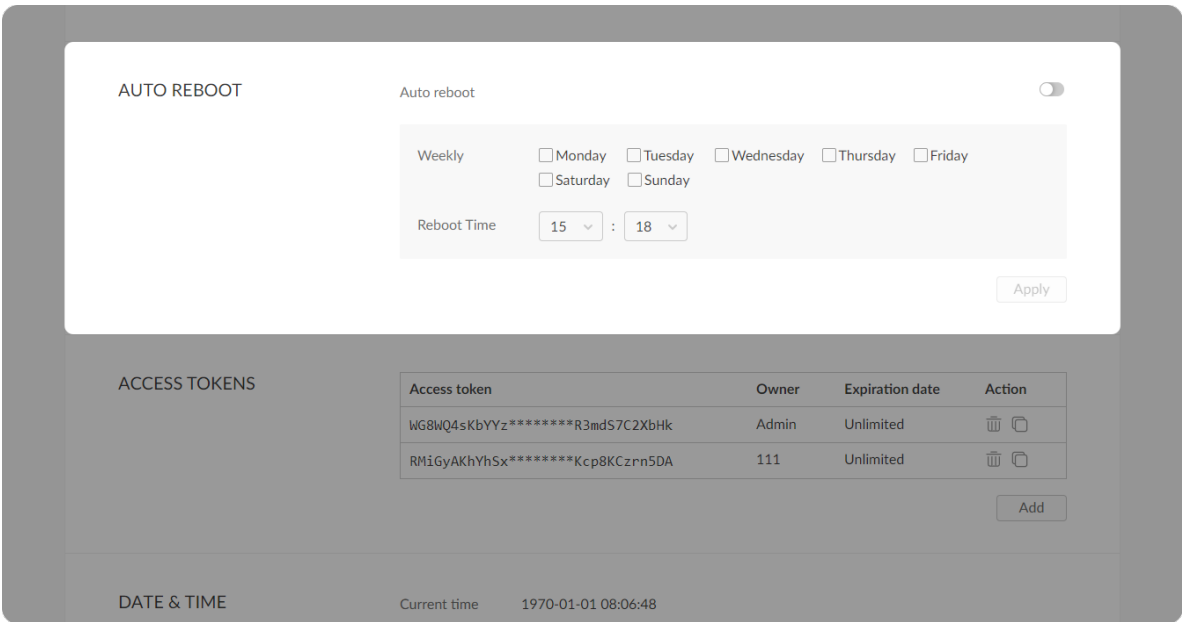 AUTO REBOOT
Auto reboot
Weekly Monday Tuesday Wednesday Thursday Friday
Saturday Sunday
Reboot Time 15 : 18
Apply
ACCESS TOKENS
Access token Owner Expiration date Action
WG8WQ4sKbYYz********R3mdS7C2XbHk Admin Unlimited
RMiGyAKhYhSx********Kcp8KCzrn5DA 111 Unlimited
Add
DATE & TIME
Current time 1970-01-01 08:06:48